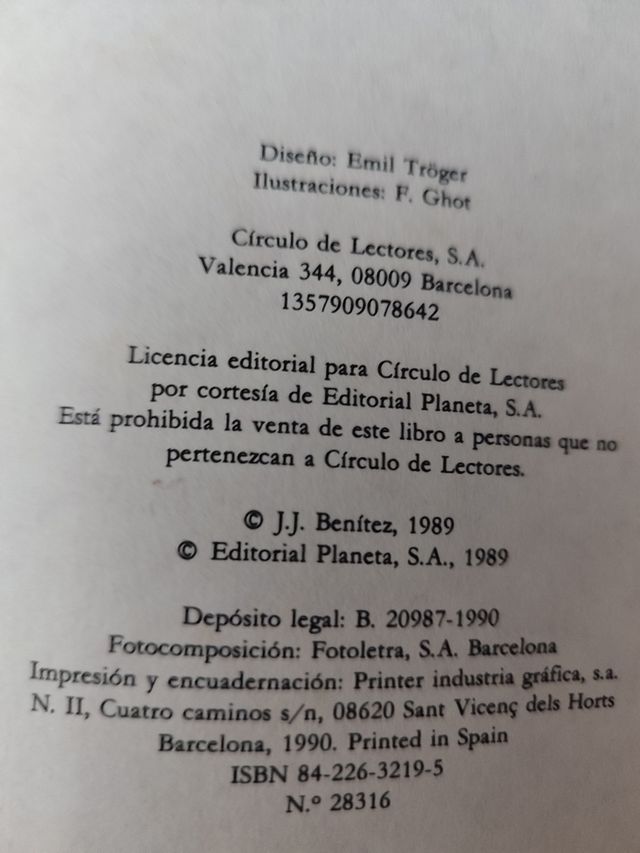 Diseño: Emil Tröger
Ilustraciones: F. Ghot
Círculo de Lectores, S.A.
Valencia 344, 08009 Barcelona
1357909078642
Licencia editorial para Círculo de Lectores
por cortesía de Editorial Planeta, S.A.
Está prohibida la venta de este libro a personas que no
pertenezcan a Círculo de Lectores.
© J.J. Benítez, 1989
© Editorial Planeta, S.A., 1989
Depósito legal: B. 20987-1990
Fotocomposición: Fotoletra, S.A. Barcelona
Impresión y encuadernación: Printer industria gráfica, s.a.
N. II, Cuatro caminos s/n, 08620 Sant Vicenç dels Horts
Barcelona, 1990. Printed in Spain
ISBN 84-226-3219-5
N.º 28316